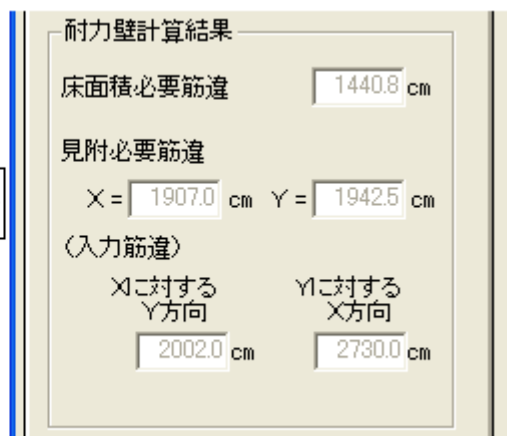 耐力壁計算結果
床面積必要筋違 1440.8 cm
見附必要筋違
X = 1907.0 cm Y = 1942.5 cm
(入力筋違)
Xに対する Yに対する
Y方向 X方向
2002.0 cm 2730.0 cm